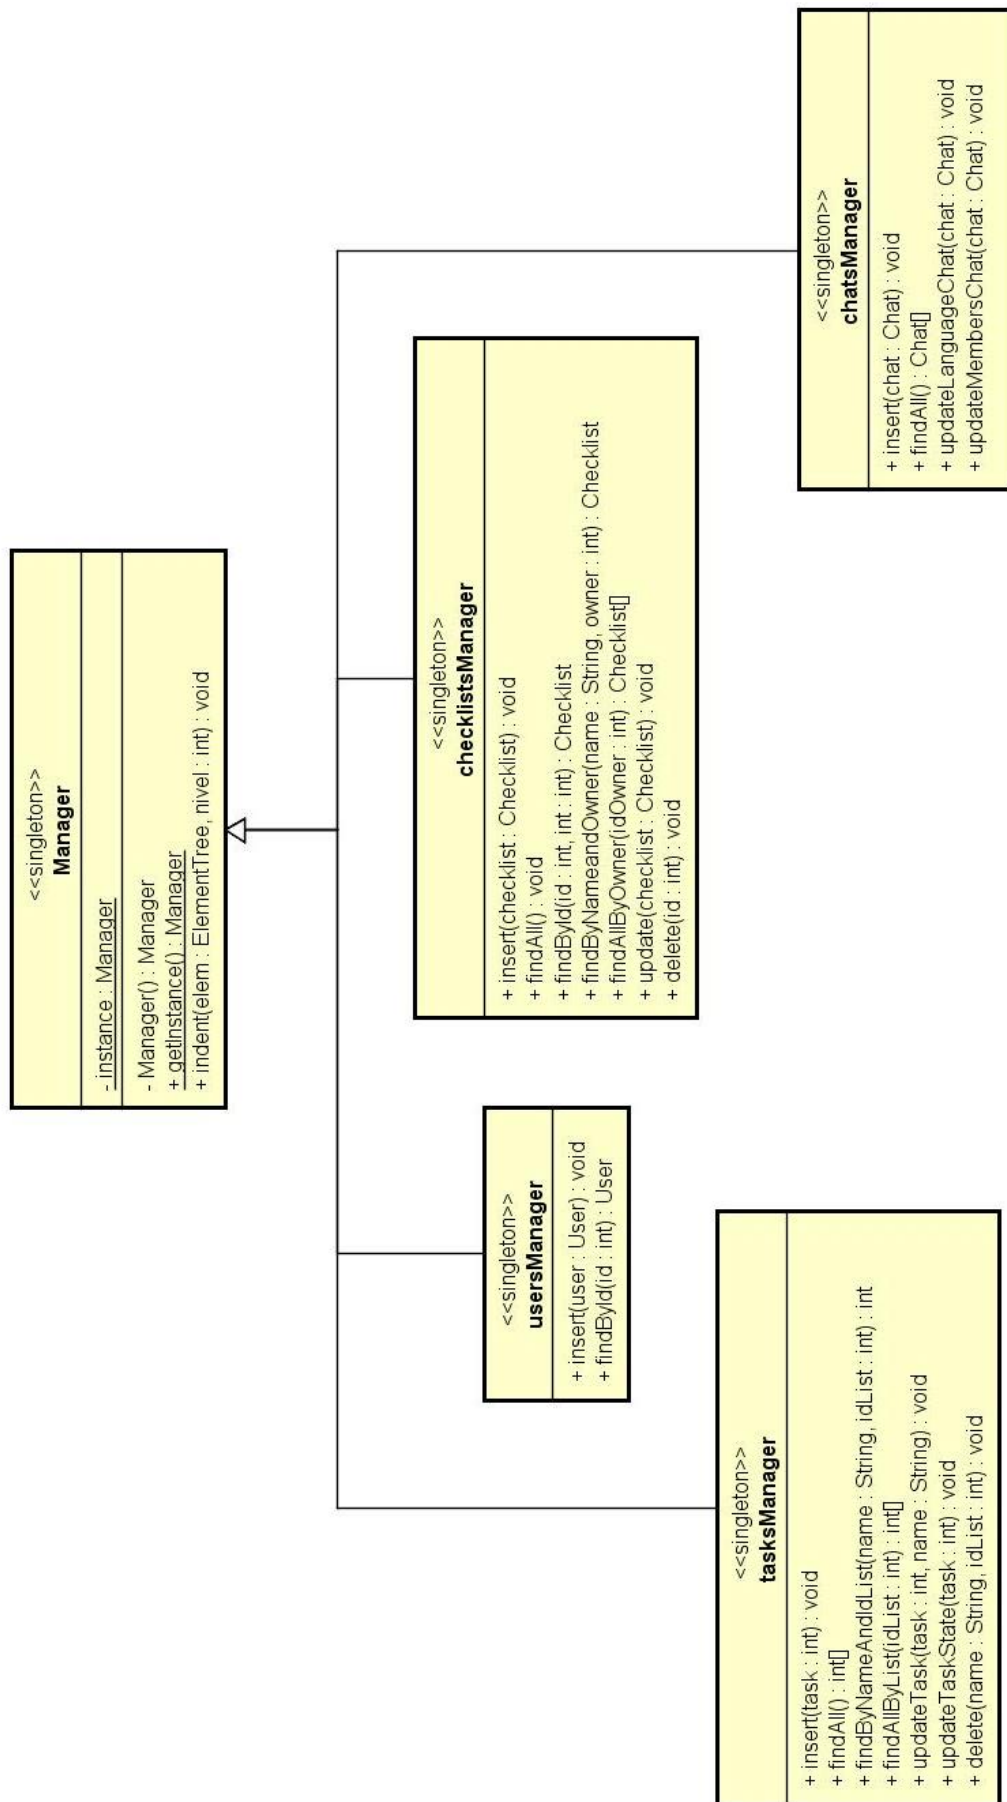 <<singleton>>
Manager
- instance : Manager
- Manager() : Manager
+ getInstance() : Manager
+ indent(elem : ElementTree, nivel : int) : void
<<singleton>>
tasksManager
+ insert(task : int) : void
+ findAll() : int[]
+ findByNameAndIdList(name : String, idList : int) : int
+ findAllByList(idList : int) : int[]
+ updateTask(task : int, name : String) : void
+ updateTaskState(task : int) : void
+ delete(name : String, idList : int) : void
<<singleton>>
usersManager
+ insert(user : User) : void
+ findById(id : int) : User
<<singleton>>
checklistsManager
+ insert(checklist : Checklist) : void
+ findAll() : void
+ findById(id : int, int : int) : Checklist
+ findByNameandOwner(name : String, owner : int) : Checklist
+ findAllByOwner(idOwner : int) : Checklist[]
+ update(checklist : Checklist) : void
+ delete(id : int) : void
<<singleton>>
chatsManager
+ insert(chat : Chat) : void
+ findAll() : Chat[]
+ updateLanguageChat(chat : Chat) : void
+ updateMembersChat(chat : Chat) : void